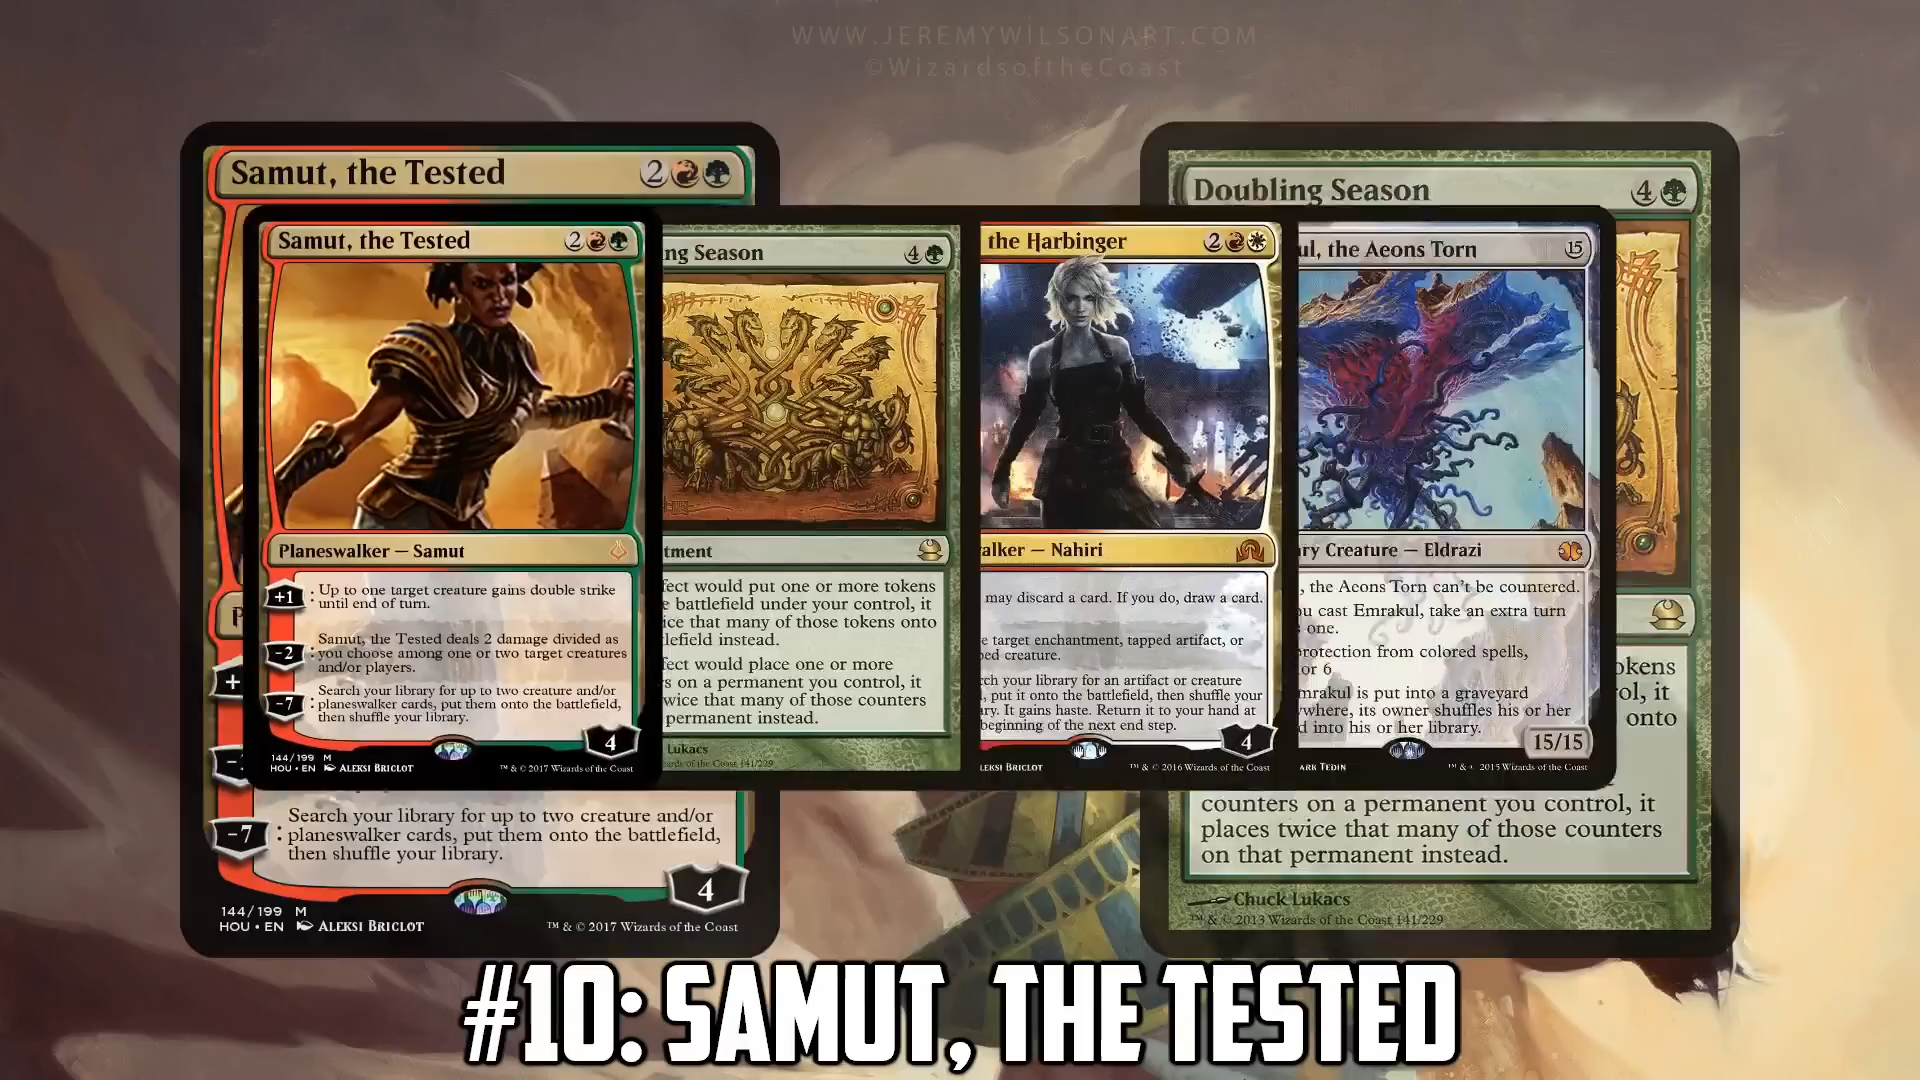 WWW.JEREMYWILSONART.COM
©WizardsoftheCoast
Samut, the Tested 2
Doubling Season 4
Samut, the Tested 2
Planeswalker — Samut
+1 : Up to one target creature gains double strike
until end of turn.
-2 : Samut, the Tested deals 2 damage divided as
you choose among one or two target creatures
and/or players.
-7 : Search your library for up to two creature and/or
planeswalker cards, put them onto the battlefield,
then shuffle your library.
4
144/199 M
HOU • EN ALEKSI BRICLOT
™ & © 2017 Wizards of the Coast
ng Season 4
tment
fect would put one or more tokens
e battlefield under your control, it
ice that many of those tokens onto
lefield instead.
fect would place one or more
s on a permanent you control, it
wice that many of those counters
permanent instead.
Lukacs
ards of the Coast 141/229
the Harbinger 2
alker — Nahiri
may discard a card. If you do, draw a card.
e target enchantment, tapped artifact, or
ped creature.
rch your library for an artifact or creature
, put it onto the battlefield, then shuffle your
ary. It gains haste. Return it to your hand at
beginning of the next end step.
4
LEKSI BRICLOT
™ & © 2016 Wizards of the Coast
ul, the Aeons Torn 15
ry Creature — Eldrazi
, the Aeons Torn can't be countered.
ou cast Emrakul, take an extra turn
one.
protection from colored spells,
or 6
mrakul is put into a graveyard
where, its owner shuffles his or her
d into his or her library.
15/15
ARK TEDIN
2015 Wizards of the Coast
okens
rol, it
onto
+
-7 : Search your library for up to two creature and/or
planeswalker cards, put them onto the battlefield,
then shuffle your library.
4
144/199 M
HOU • EN ALEKSI BRICLOT
™ & © 2017 Wizards of the Coast
counters on a permanent you control, it
places twice that many of those counters
on that permanent instead.
Chuck Lukacs
™ & © 2013 Wizards of the Coast 141/229
#10: SAMUT, THE TESTED